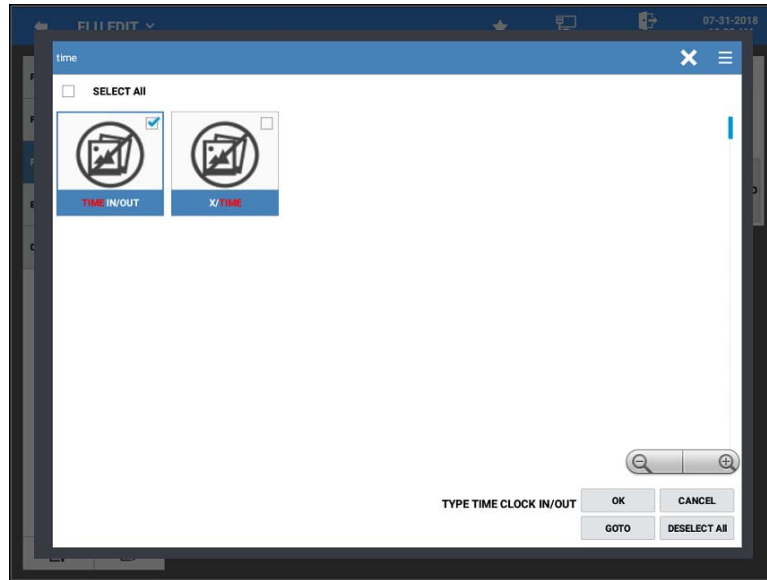 FLU EDIT
07-31-2018
time
SELECT All
TIME IN/OUT
X/TIME
TYPE TIME CLOCK IN/OUT
OK
CANCEL
GOTO
DESELECT All